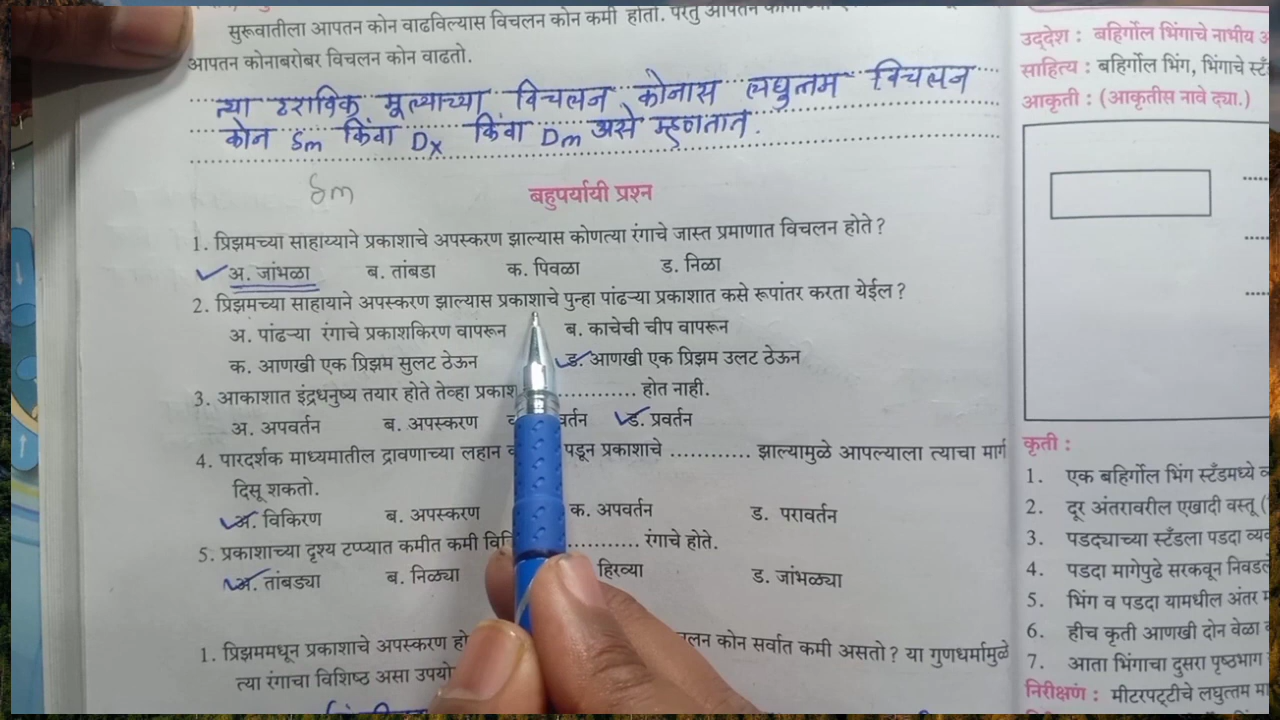 सुरूवातीला आपतन कोन वाढविल्यास विचलन कोन कमी होतो. परंतु आपतन
आपतन कोनाबरोबर विचलन कोन वाढतो.
त्या ठराविक मूल्याच्या विचलन कोनास लघुत्तम विचलन
कोन δm किंवा Dx किंवा Dm असे म्हणतात.
δm
बहुपर्यायी प्रश्न
1. प्रिझमच्या साहाय्याने प्रकाशाचे अपस्करण झाल्यास कोणत्या रंगाचे जास्त प्रमाणात विचलन होते ?
अ. जांभळा ब. तांबडा क. पिवळा ड. निळा
2. प्रिझमच्या साहायाने अपस्करण झाल्यास प्रकाशाचे पुन्हा पांढऱ्या प्रकाशात कसे रूपांतर करता येईल ?
अ. पांढऱ्या रंगाचे प्रकाशकिरण वापरून ब. काचेची चीप वापरून
क. आणखी एक प्रिझम सुलट ठेऊन ड. आणखी एक प्रिझम उलट ठेऊन
3. आकाशात इंद्रधनुष्य तयार होते तेव्हा ............ होत नाही.
अ. अपवर्तन ब. अपस्करण ड. प्रवर्तन
4. पारदर्शक माध्यमातील द्रावणाच्या लहान पडून प्रकाशाचे ............ झाल्यामुळे आपल्याला त्याचा मार्ग
दिसू शकतो.
अ. विकिरण ब. अपस्करण क. अपवर्तन ड. परावर्तन
5. प्रकाशाच्या दृश्य टप्प्यात कमीत कमी ............ रंगाचे होते.
अ. तांबड्या ब. निळ्या हिरव्या ड. जांभळ्या
1. प्रिझममधून प्रकाशाचे अपस्करण कोन सर्वात कमी असतो ? या गुणधर्मामुळे
त्या रंगाचा विशिष्ठ असा
उद्देश : बहिर्गोल भिंगाचे नाभीय
साहित्य : बहिर्गोल भिंग, भिंगाचे
आकृती : (आकृतीस नावे द्या.)
कृती :
1. एक बहिर्गोल भिंग स्टँडमध्ये
2. दूर अंतरावरील एखादी वस्तू
3. पडद्याच्या स्टँडला पडदा
4. पडदा मागेपुढे सरकवून
5. भिंग व पडदा यामधील अंतर
6. हीच कृती आणखी दोन वेळा
7. आता भिंगाचा दुसरा पृष्ठभाग
निरीक्षणं : मीटरपट्टीचे लघुत्तम